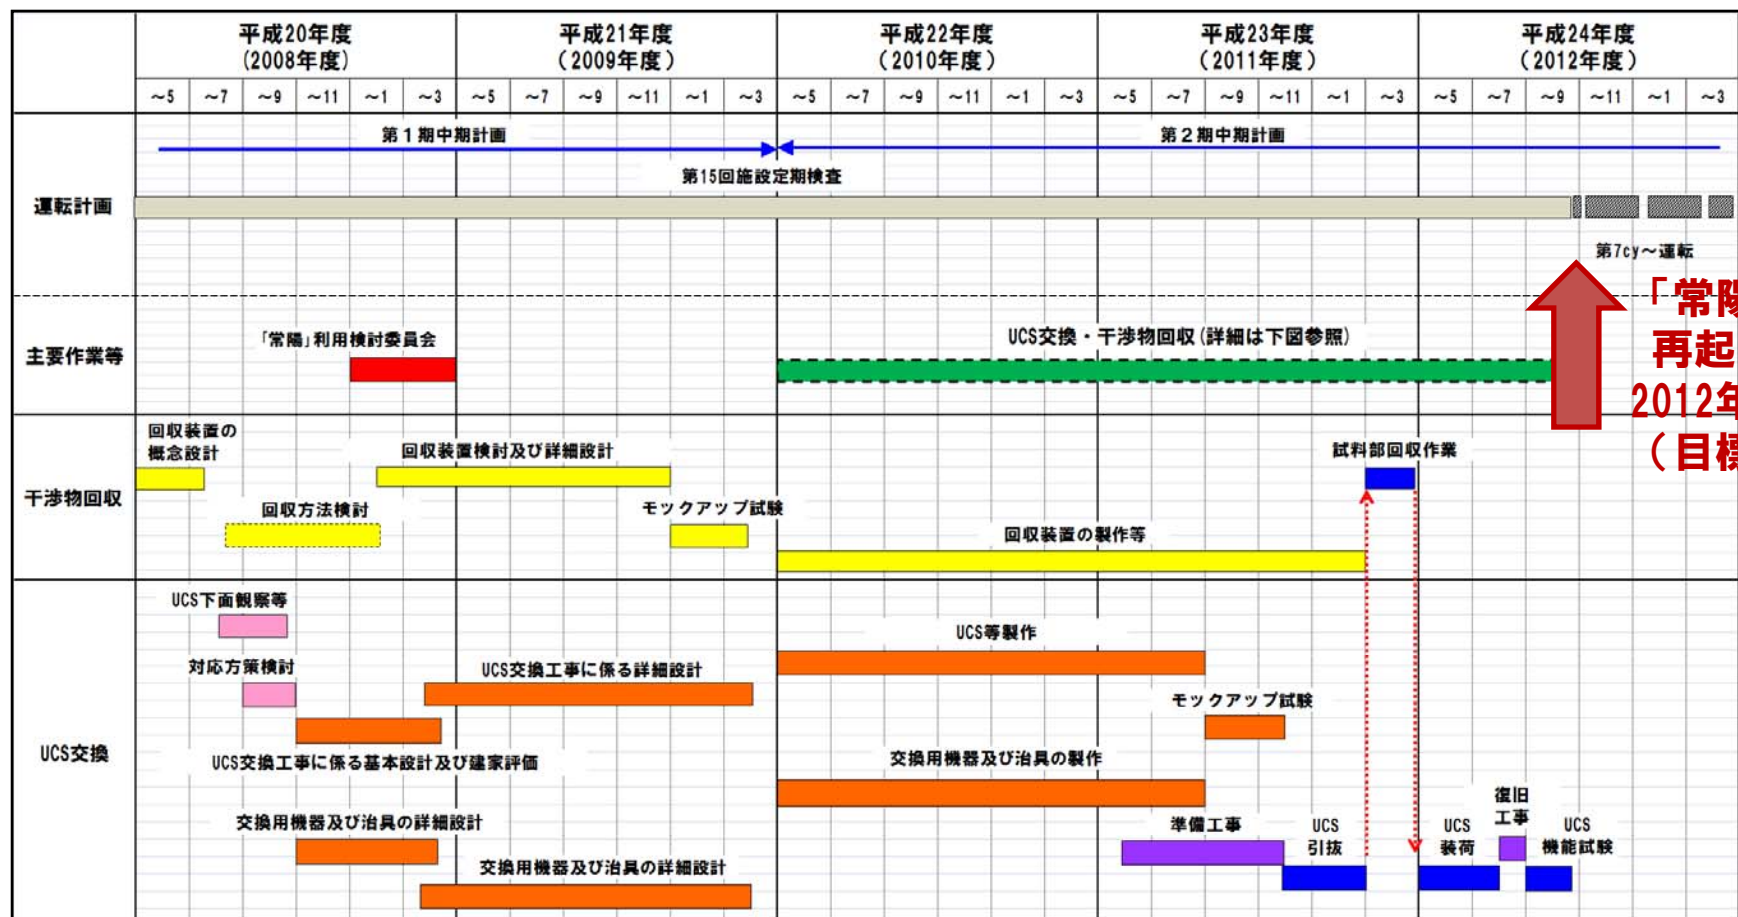 平成20年度
(2008年度)
平成21年度
(2009年度)
平成22年度
(2010年度)
平成23年度
(2011年度)
平成24年度
(2012年度)
～5 ～7 ～9 ～11 ～1 ～3 ～5 ～7 ～9 ～11 ～1 ～3 ～5 ～7 ～9 ～11 ～1 ～3 ～5 ～7 ～9 ～11 ～1 ～3 ～5 ～7 ～9 ～11 ～1 ～3
運転計画
第1期中期計画
第2期中期計画
第15回施設定期検査
第7cy～運転
「常陽
再起
2012年
(目標
主要作業等
「常陽」利用検討委員会
UCS交換・干渉物回収(詳細は下図参照)
干渉物回収
回収装置の
概念設計
回収装置検討及び詳細設計
試料部回収作業
回収方法検討
モックアップ試験
回収装置の製作等
UCS交換
UCS下面観察等
UCS等製作
対応方策検討
UCS交換工事に係る詳細設計
モックアップ試験
UCS交換工事に係る基本設計及び建家評価
交換用機器及び治具の製作
交換用機器及び治具の詳細設計
準備工事
UCS
引抜
UCS
装荷
復旧
工事
UCS
機能試験
交換用機器及び治具の詳細設計